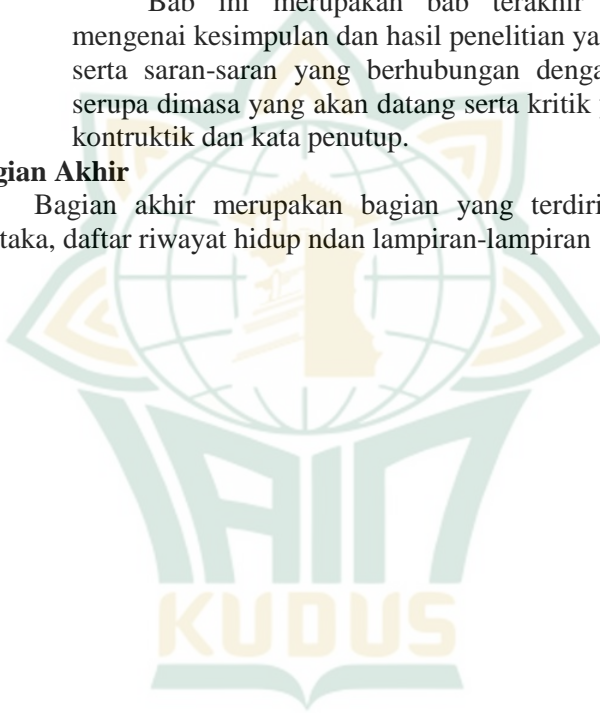 Bab ini merupakan bab terakhir
mengenai kesimpulan dan hasil penelitian ya
serta saran-saran yang berhubungan denga
serupa dimasa yang akan datang serta kritik
kontruktik dan kata penutup.
gian Akhir
Bagian akhir merupakan bagian yang terdiri
taka, daftar riwayat hidup ndan lampiran-lampiran
IAIN
KUDUS